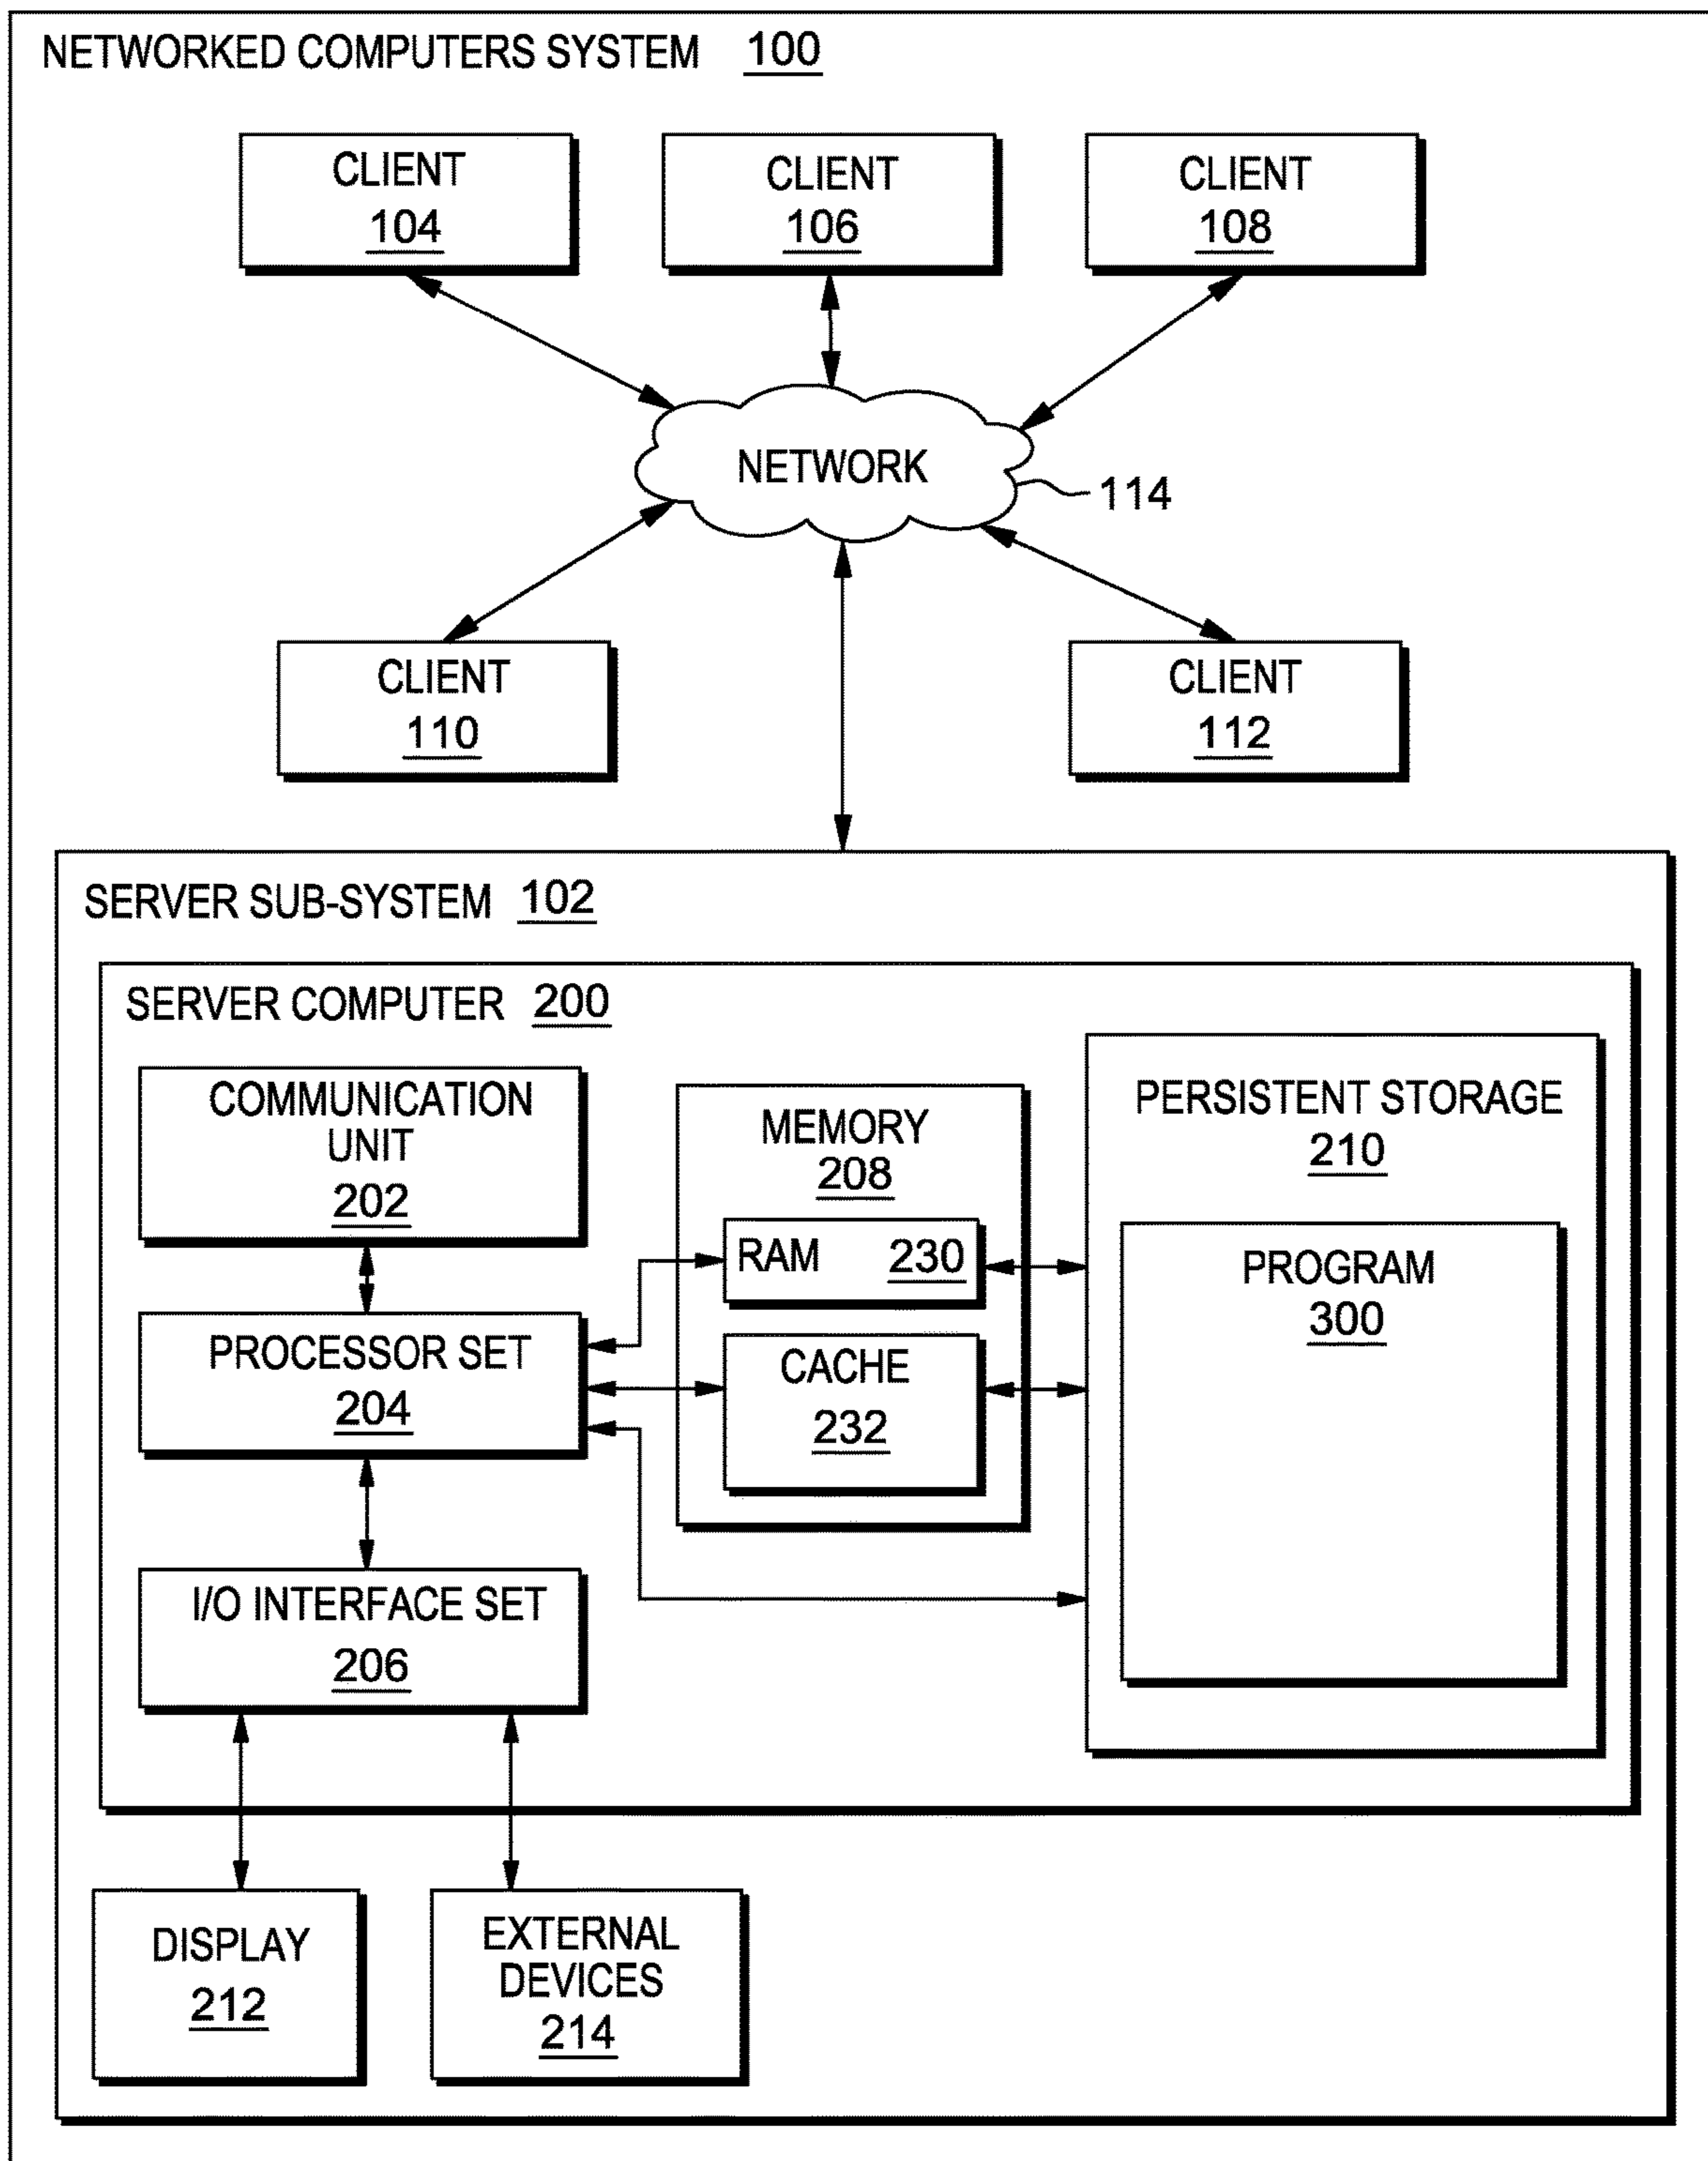 NETWORKED COMPUTERS SYSTEM 100
CLIENT
104
CLIENT
106
CLIENT
108
NETWORK
114
CLIENT
110
CLIENT
112
SERVER SUB-SYSTEM 102
SERVER COMPUTER 200
COMMUNICATION
UNIT
202
PROCESSOR SET
204
I/O INTERFACE SET
206
MEMORY
208
RAM 230
CACHE
232
PERSISTENT STORAGE
210
PROGRAM
300
DISPLAY
212
EXTERNAL
DEVICES
214